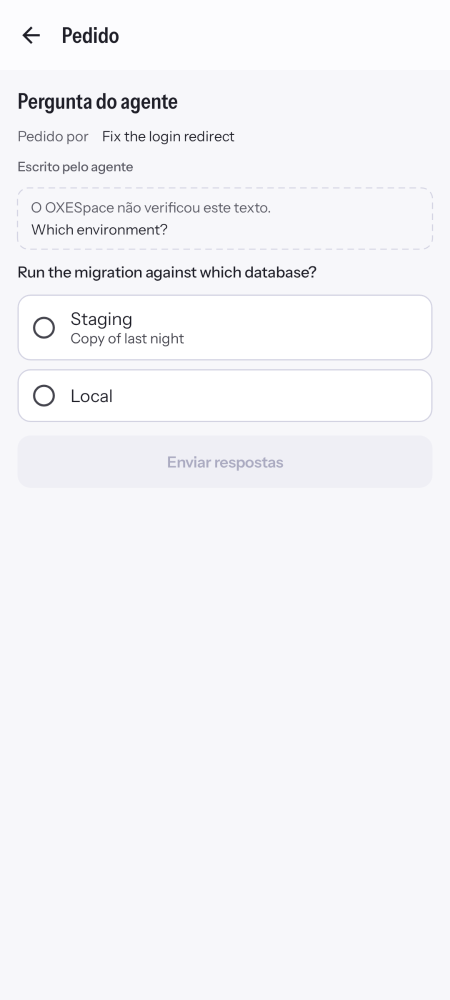 Pedido
Pergunta do agente
Pedido por Fix the login redirect
Escrito pelo agente
O OXESpace não verificou este texto.
Which environment?
Run the migration against which database?
Staging
Copy of last night
Local
Enviar respostas